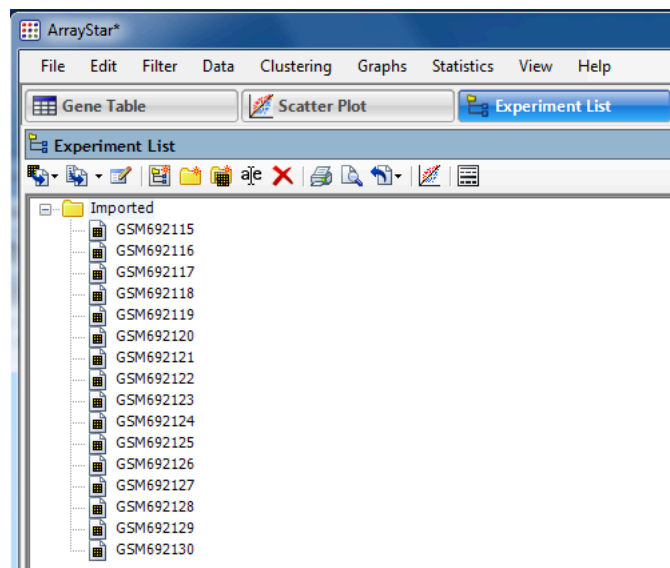 ArrayStar*
File Edit Filter Data Clustering Graphs Statistics View Help
Gene Table Scatter Plot Experiment List
Experiment List
a|e
Imported
GSM692115
GSM692116
GSM692117
GSM692118
GSM692119
GSM692120
GSM692121
GSM692122
GSM692123
GSM692124
GSM692125
GSM692126
GSM692127
GSM692128
GSM692129
GSM692130